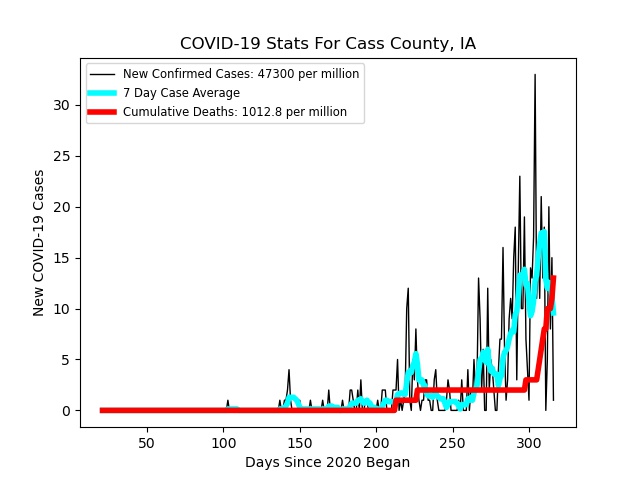 COVID-19 Stats For Cass County, IA
New Confirmed Cases: 47300 per million
7 Day Case Average
Cumulative Deaths: 1012.8 per million
New COVID-19 Cases
30
25
20
15
10
5
0
50 100 150 200 250 300
Days Since 2020 Began